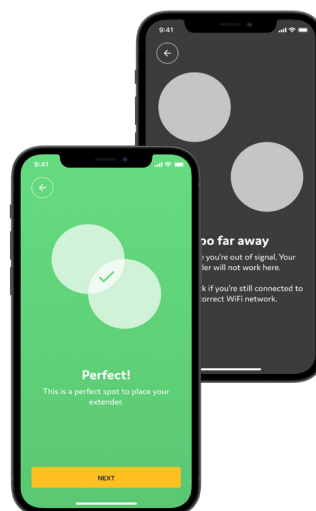 9:41
oo far away
you're out of signal. Your
der will not work here.
k if you're still connected to
orrect WiFi network.
9:41
Perfect!
This is a perfect spot to place your
extender.
NEXT